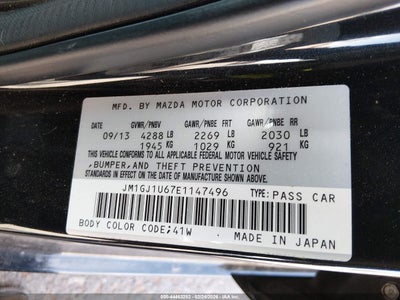 MFD. BY MAZDA MOTOR CORPORATION
GVWR/PNBV GAWR/PNBE FRT GAWR/PNBE RR
09/13 4288 LB 2269 LB 2030 LB
1945 KG 1029 KG 921 KG
THIS VEHICLE CONFORMS TO ALL APPLICABLE FEDERAL MOTOR VEHICLE SAFETY
,BUMPER,AND THEFT PREVENTION
STANDARDS IN EFFECT ON THE DATE OF MANUFACTURE SHOWN ABOVE.
JM1GJ1U67E1147496 TYPE:PASS CAR
BODY COLOR CODE;41W MADE IN JAPAN